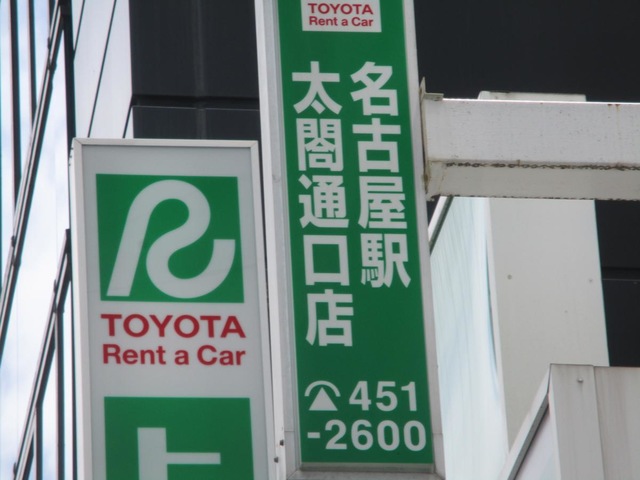 TOYOTA
Rent a Car
名古屋駅
太閤通口店
451
-2600
TOYOTA
Rent a Car